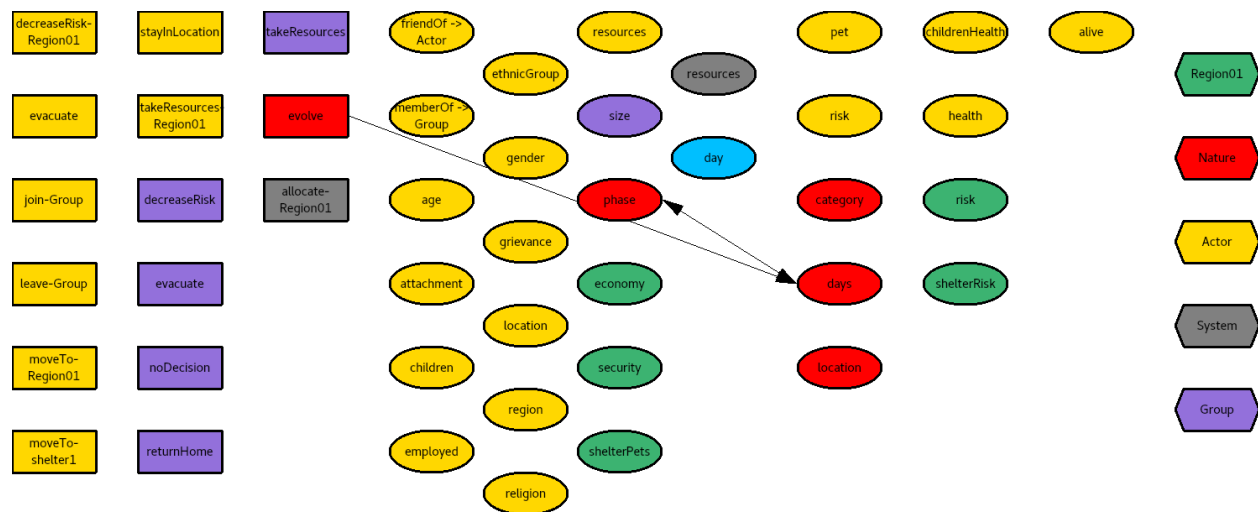 decreaseRisk-
Region01
stayInLocation
takeResources
friendOf ->
Actor
resources
pet
childrenHealth
alive
ethnicGroup
resources
Region01
evacuate
takeResources-
Region01
evolve
memberOf ->
Group
size
risk
health
gender
day
Nature
join-Group
decreaseRisk
allocate-
Region01
age
phase
category
risk
grievance
Actor
leave-Group
evacuate
attachment
economy
days
shelterRisk
location
System
moveTo-
Region01
noDecision
children
security
location
region
Group
moveTo-
shelter1
returnHome
employed
shelterPets
religion